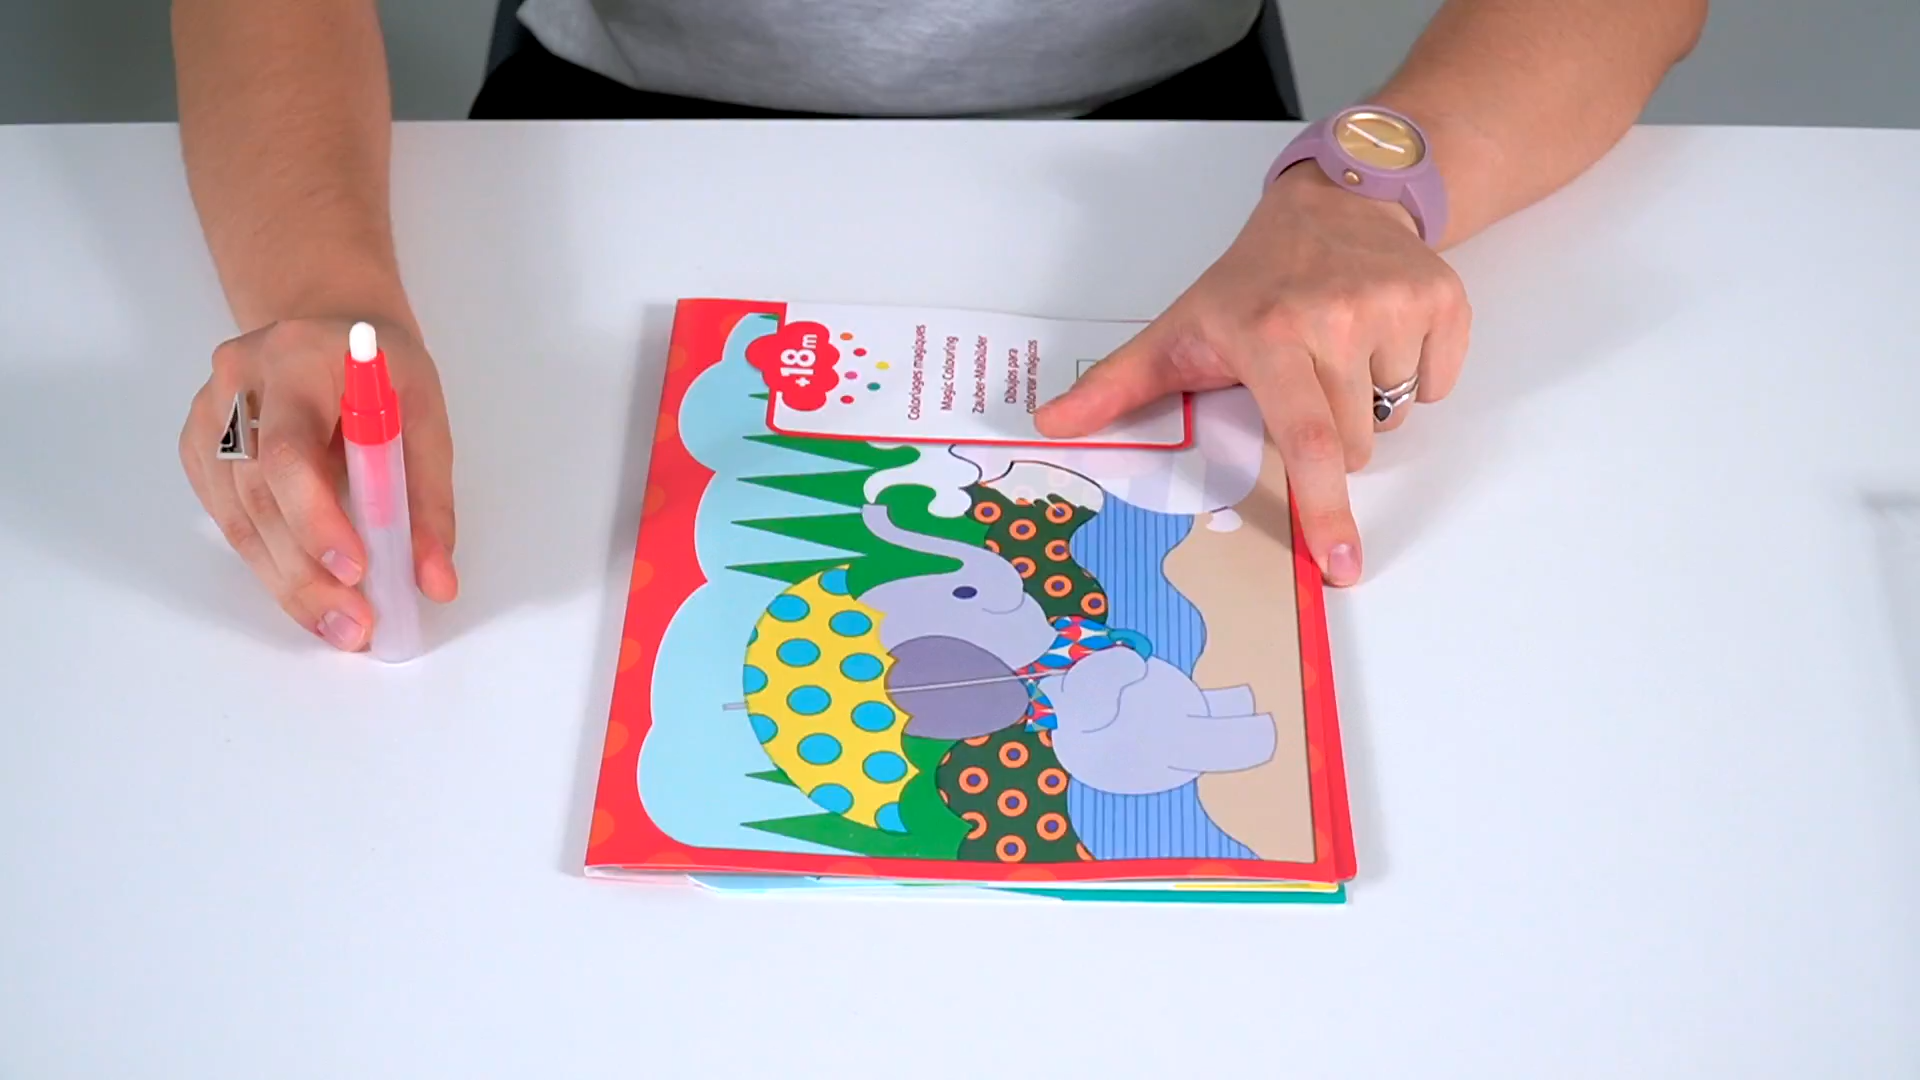 +18m
Coloriages magiques
Magic Colouring
Zauber-Malbilder
Dibujos para
colorear mágicos